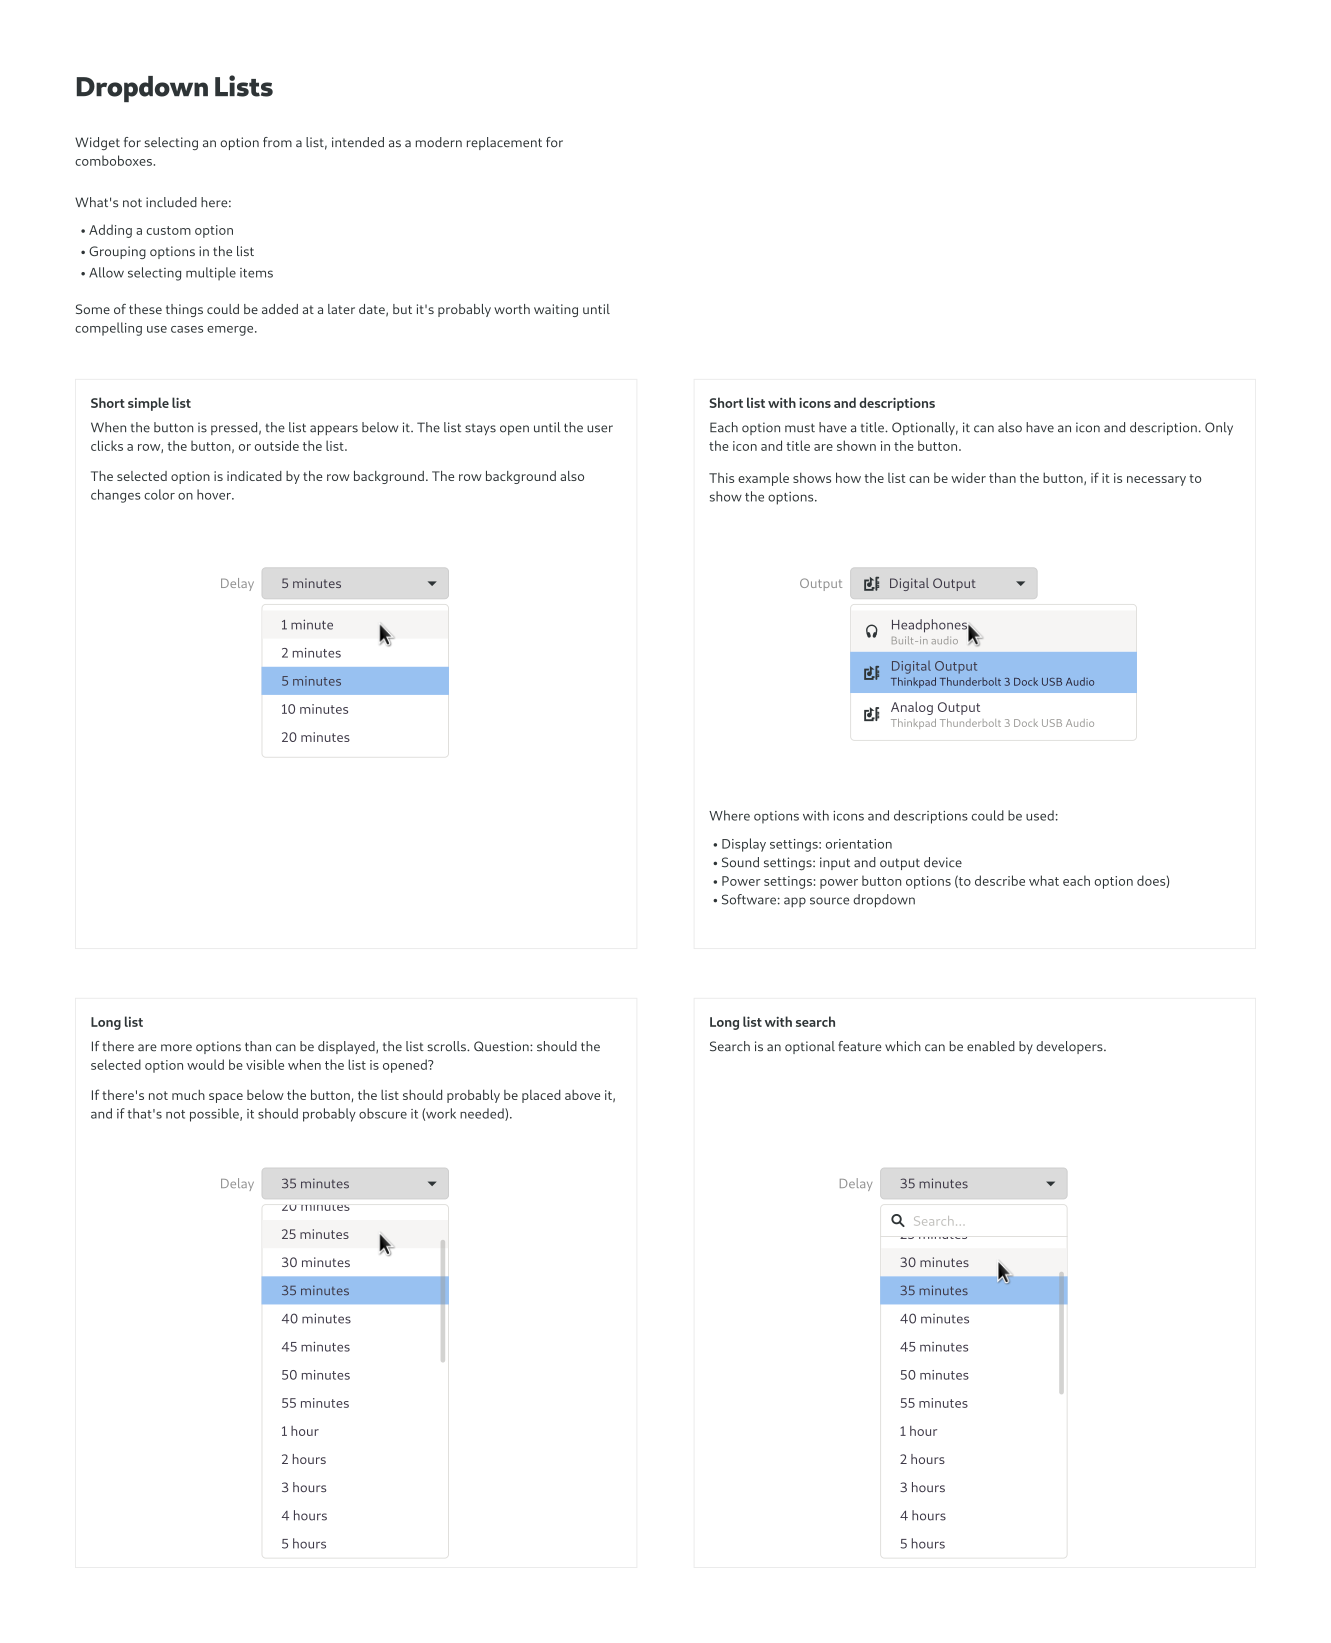 Dropdown Lists
Widget for selecting an option from a list, intended as a modern replacement for
comboboxes.
What's not included here:
• Adding a custom option
• Grouping options in the list
• Allow selecting multiple items
Some of these things could be added at a later date, but it's probably worth waiting until
compelling use cases emerge.
Short simple list
When the button is pressed, the list appears below it. The list stays open until the user
clicks a row, the button, or outside the list.
The selected option is indicated by the row background. The row background also
changes color on hover.
Delay 5 minutes
1 minute
2 minutes
5 minutes
10 minutes
20 minutes
Short list with icons and descriptions
Each option must have a title. Optionally, it can also have an icon and description. Only
the icon and title are shown in the button.
This example shows how the list can be wider than the button, if it is necessary to
show the options.
Output Digital Output
Headphones
Built-in audio
Digital Output
Thinkpad Thunderbolt 3 Dock USB Audio
Analog Output
Thinkpad Thunderbolt 3 Dock USB Audio
Where options with icons and descriptions could be used:
• Display settings: orientation
• Sound settings: input and output device
• Power settings: power button options (to describe what each option does)
• Software: app source dropdown
Long list
If there are more options than can be displayed, the list scrolls. Question: should the
selected option would be visible when the list is opened?
If there's not much space below the button, the list should probably be placed above it,
and if that's not possible, it should probably obscure it (work needed).
Delay 35 minutes
20 minutes
25 minutes
30 minutes
35 minutes
40 minutes
45 minutes
50 minutes
55 minutes
1 hour
2 hours
3 hours
4 hours
5 hours
Long list with search
Search is an optional feature which can be enabled by developers.
Delay 35 minutes
Search...
25 minutes
30 minutes
35 minutes
40 minutes
45 minutes
50 minutes
55 minutes
1 hour
2 hours
3 hours
4 hours
5 hours